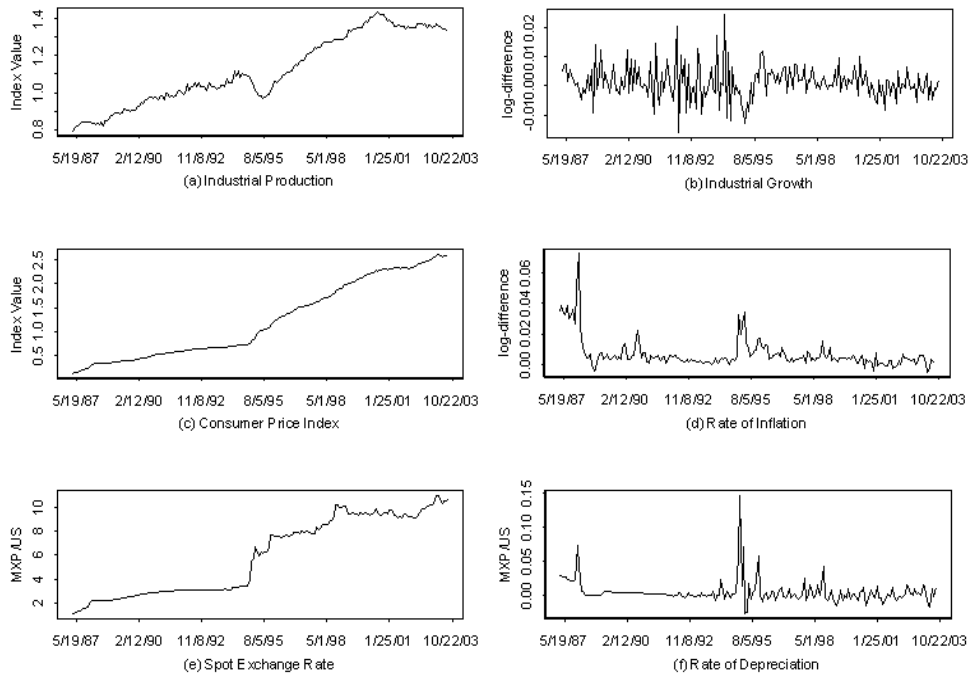 Index Value
0.8 1.0 1.2 1.4
5/19/87 2/12/90 11/8/92 8/5/95 5/1/98 1/25/01 10/22/03
(a) Industrial Production
log-difference
-0.010.000.010.02
5/19/87 2/12/90 11/8/92 8/5/95 5/1/98 1/25/01 10/22/03
(b) Industrial Growth
Index Value
0.5 1.0 1.5 2.0 2.5
5/19/87 2/12/90 11/8/92 8/5/95 5/1/98 1/25/01 10/22/03
(c) Consumer Price Index
log-difference
0.00 0.02 0.04 0.06
5/19/87 2/12/90 11/8/92 8/5/95 5/1/98 1/25/01 10/22/03
(d) Rate of Inflation
MXP/US
2 4 6 8 10
5/19/87 2/12/90 11/8/92 8/5/95 5/1/98 1/25/01 10/22/03
(e) Spot Exchange Rate
MXP/US
0.00 0.05 0.10 0.15
5/19/87 2/12/90 11/8/92 8/5/95 5/1/98 1/25/01 10/22/03
(f) Rate of Depreciation